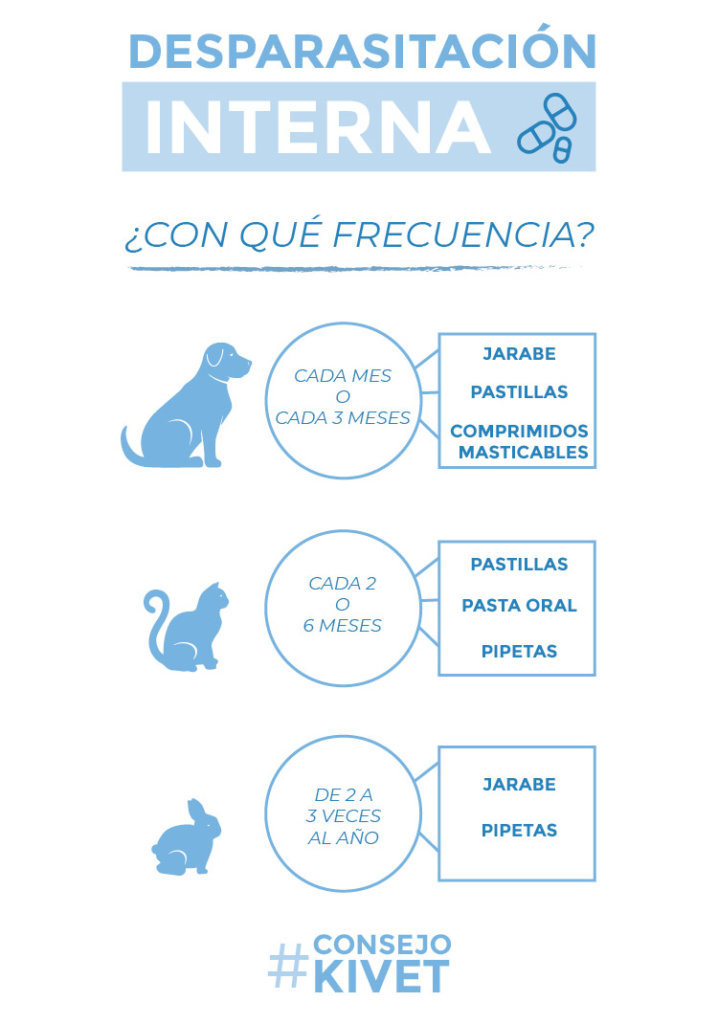 DESPARASITACIÓN
INTERNA
¿CON QUÉ FRECUENCIA?
CADA MES
O
CADA 3 MESES
JARABE
PASTILLAS
COMPRIMIDOS
MASTICABLES
CADA 2
O
6 MESES
PASTILLAS
PASTA ORAL
PIPETAS
DE 2 A
3 VECES
AL AÑO
JARABE
PIPETAS
#CONSEJO
KIVET